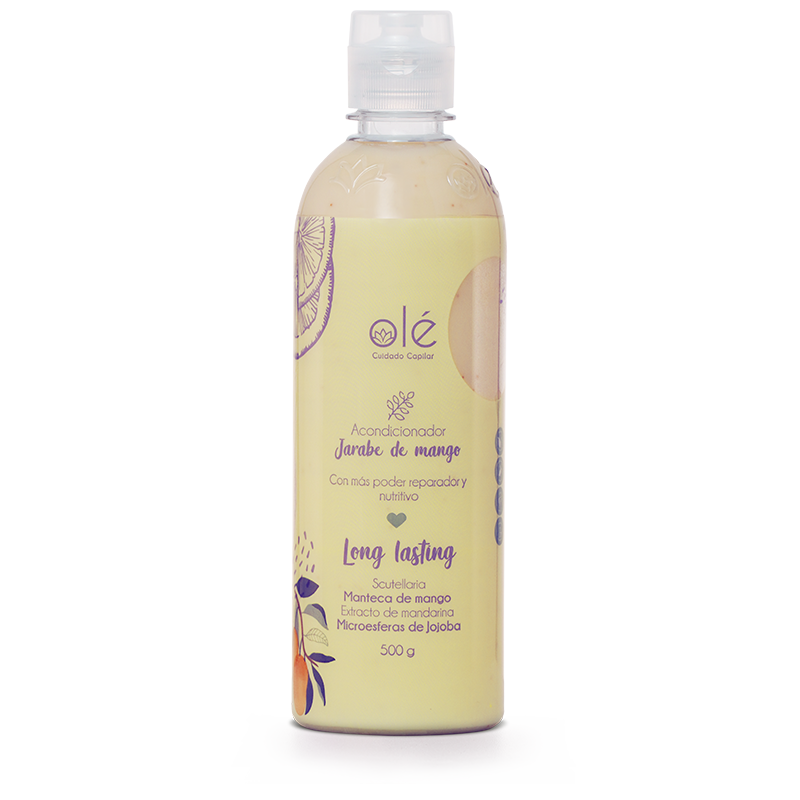 olé
Cuidado Capilar
Acondicionador
Jarabe de mango
Con más poder reparador y
nutritivo
Long lasting
Scutellaria
Manteca de mango
Extracto de mandarina
Microesferas de Jojoba
500 g